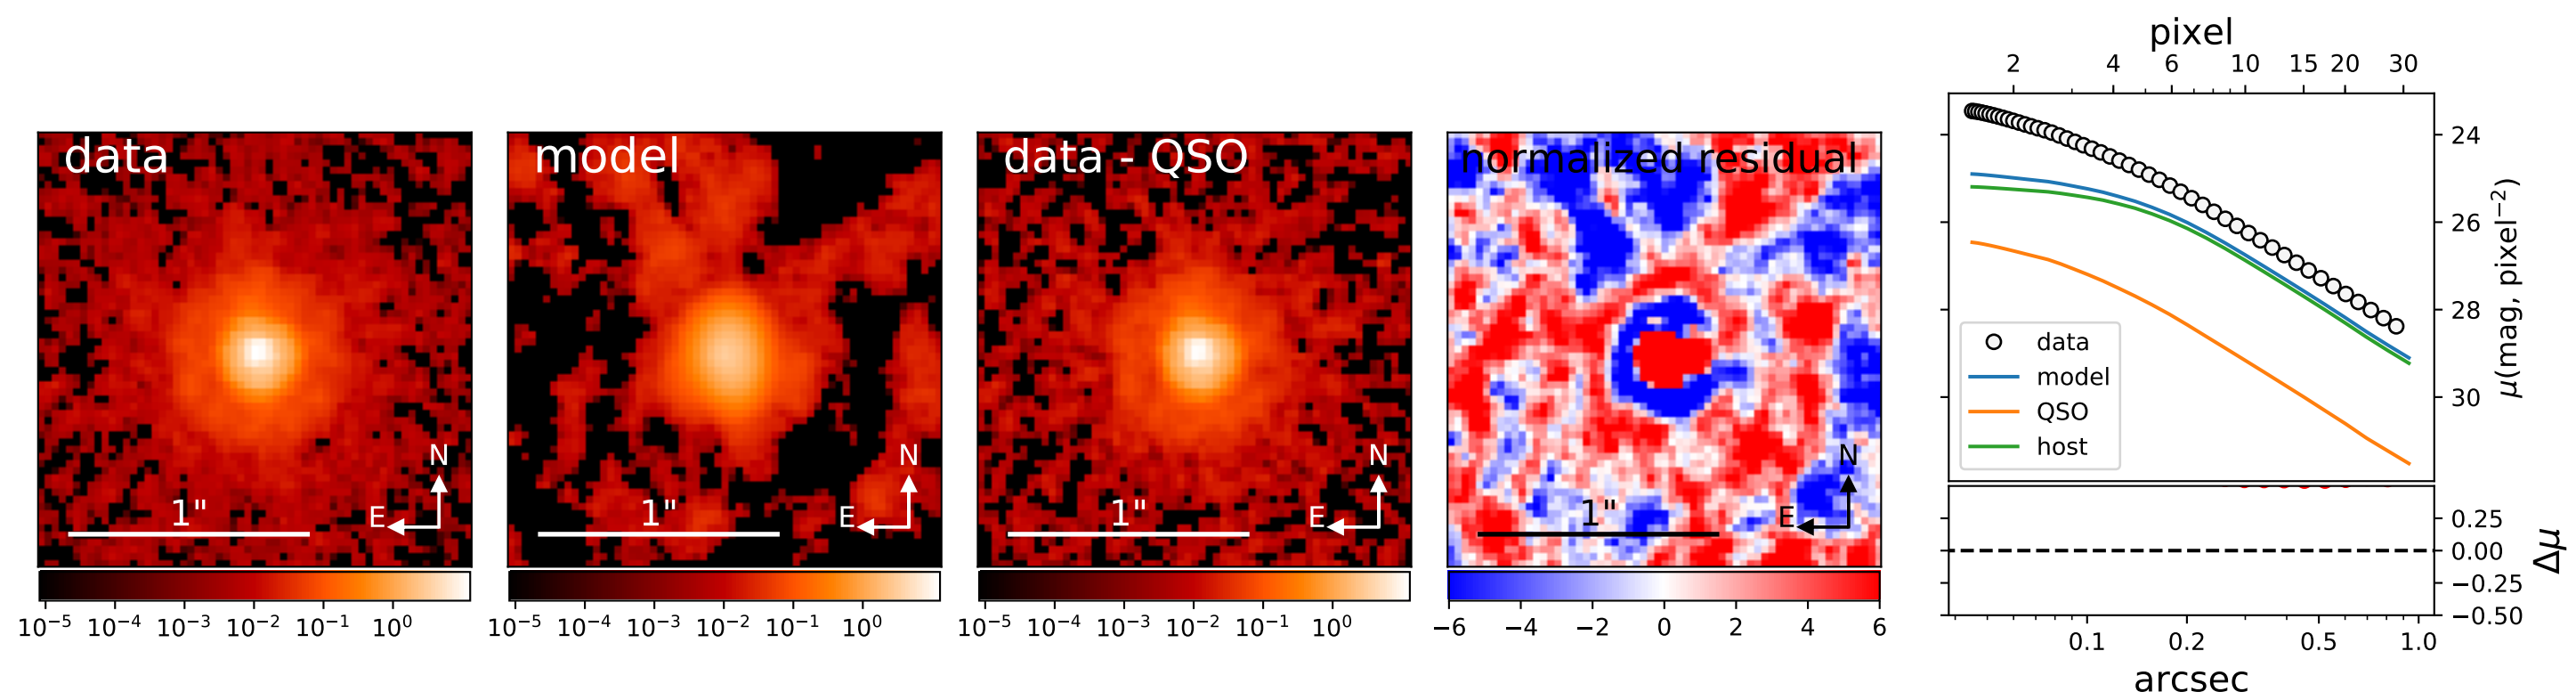 data
1"
N
E
10⁻⁵ 10⁻⁴ 10⁻³ 10⁻² 10⁻¹ 10⁰
model
1"
N
E
10⁻⁵ 10⁻⁴ 10⁻³ 10⁻² 10⁻¹ 10⁰
data - QSO
1"
N
E
10⁻⁵ 10⁻⁴ 10⁻³ 10⁻² 10⁻¹ 10⁰
normalized residual
1"
N
E
−6 −4 −2 0 2 4 6
pixel
2 4 6 10 15 20 30
24
26
28
30
μ(mag, pixel⁻²)
data
model
QSO
host
0.25
0.00
−0.25
−0.50
Δμ
0.1 0.2 0.5 1.0
arcsec